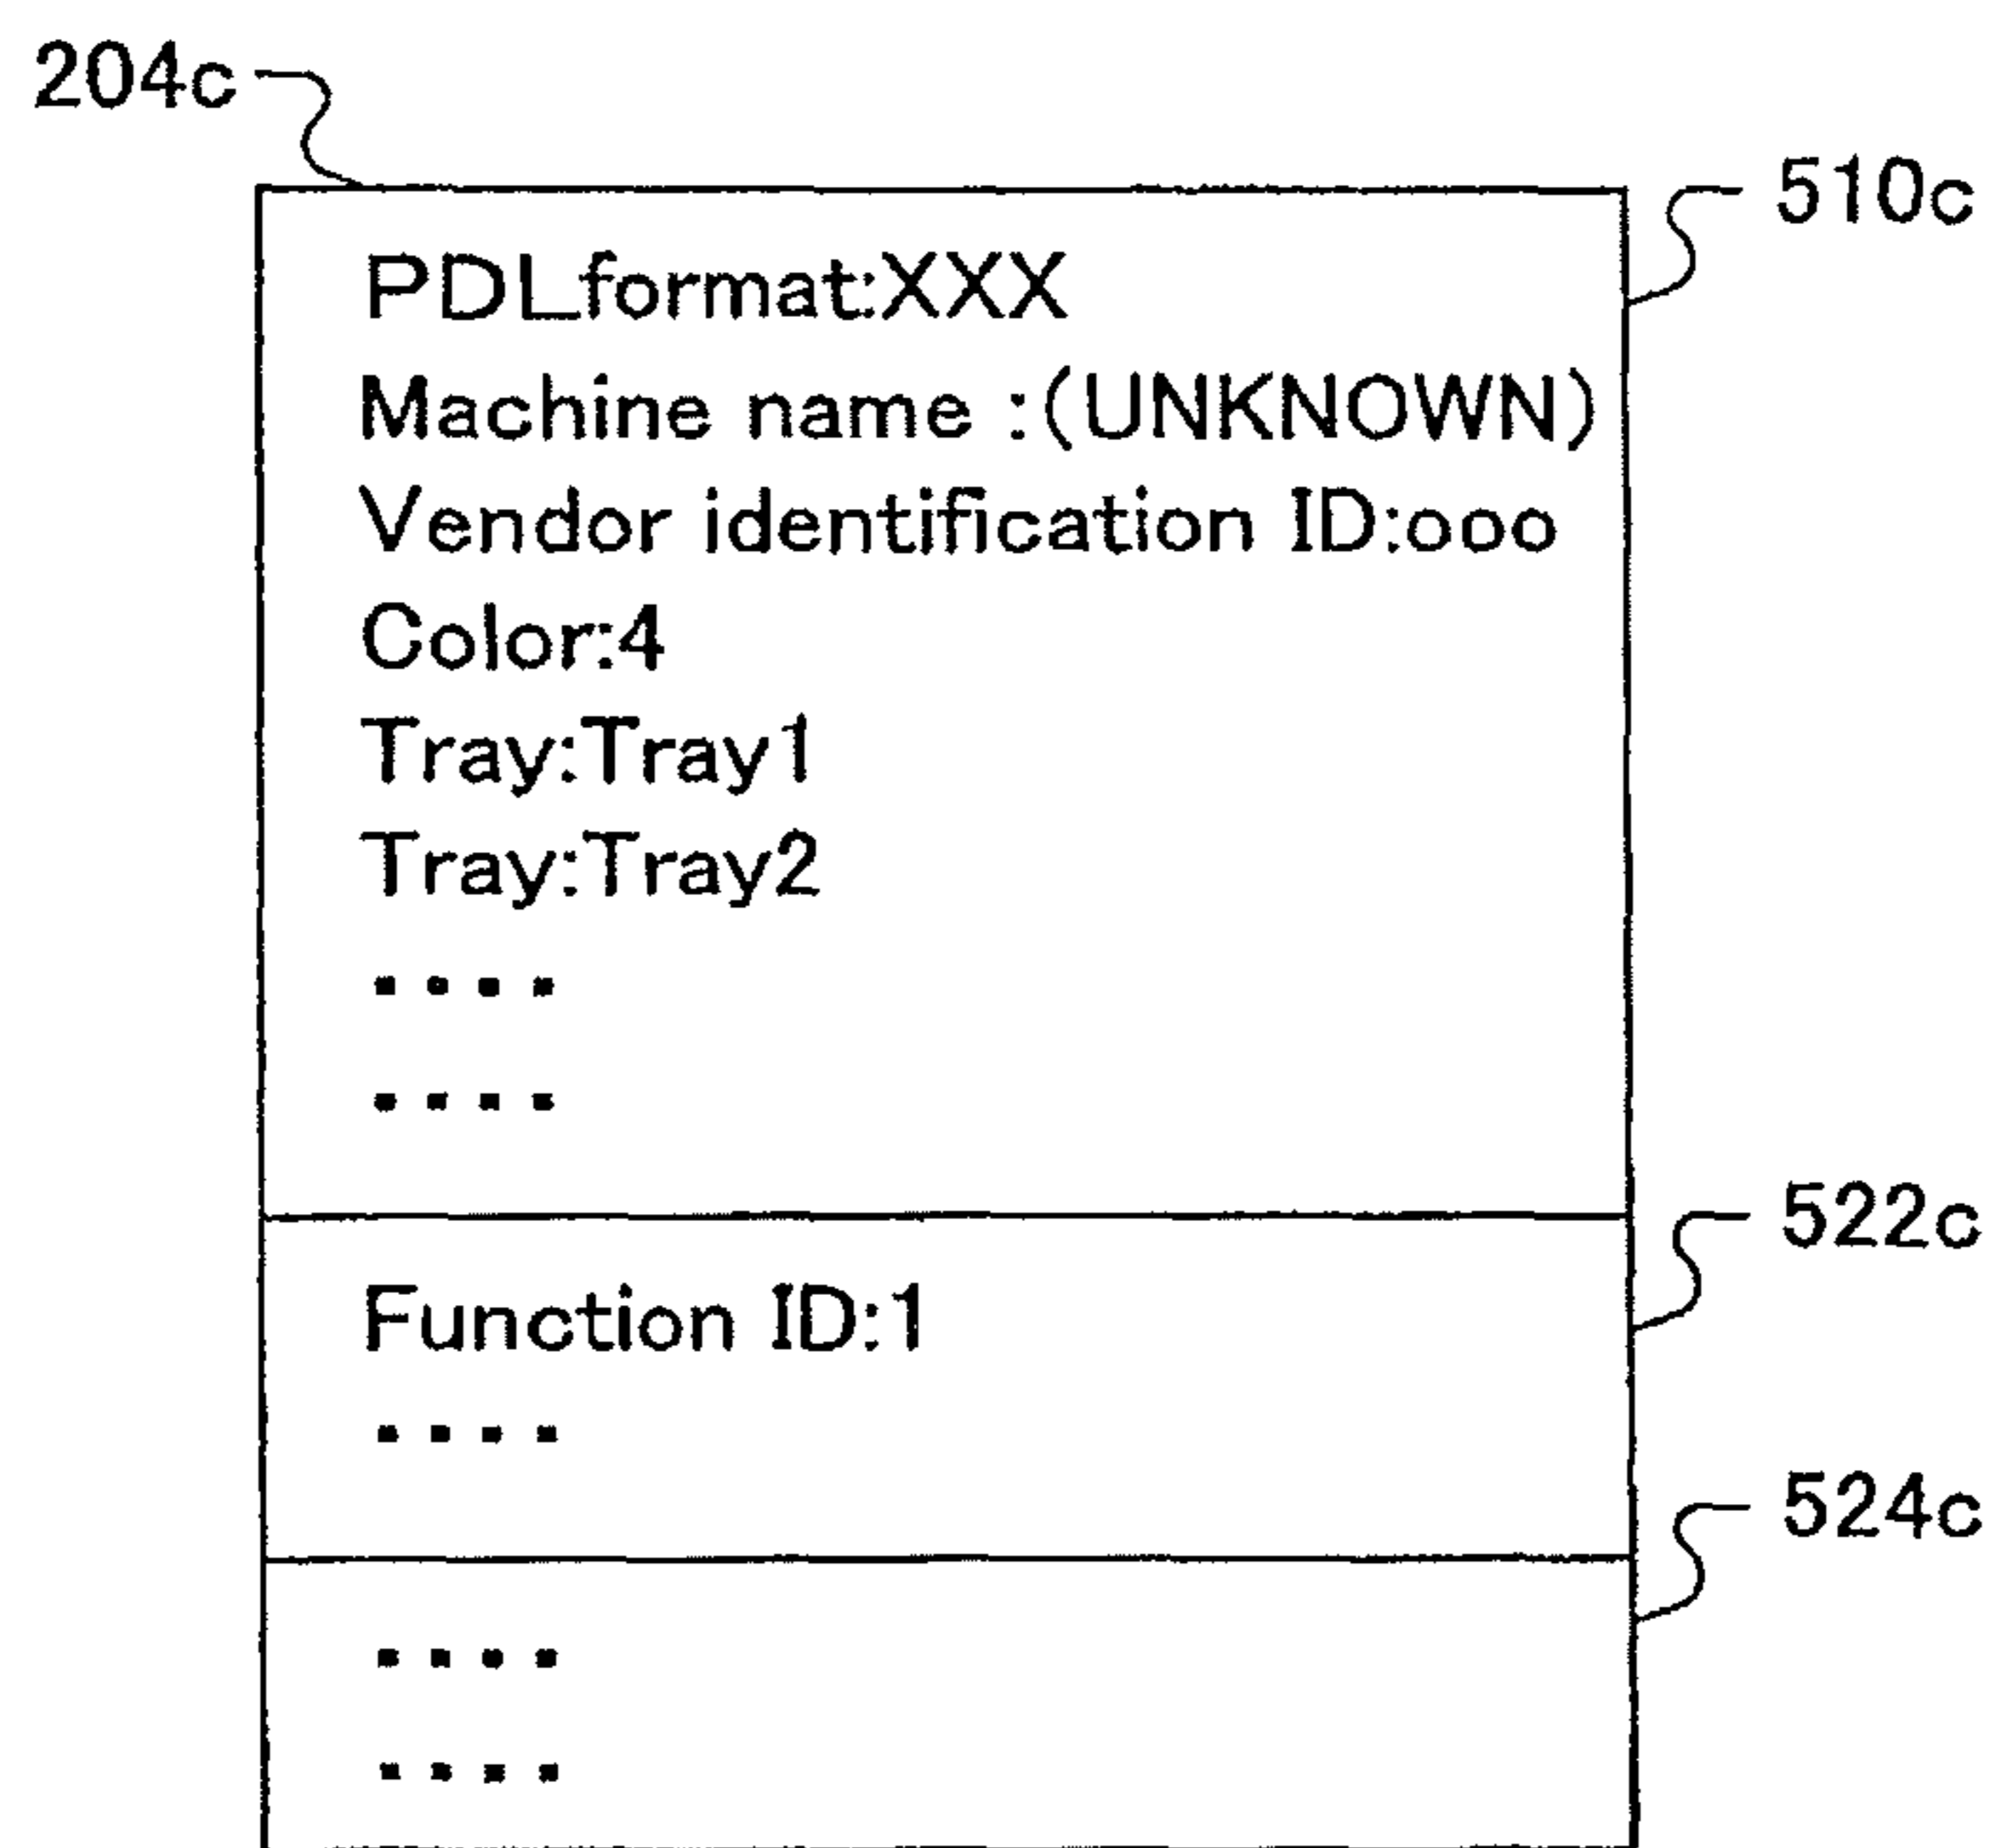 204c
510c
PDLformat:XXX
Machine name :(UNKNOWN)
Vendor identification ID:ooo
Color:4
Tray:Tray1
Tray:Tray2
....
....
522c
Function ID:1
....
524c
....
....